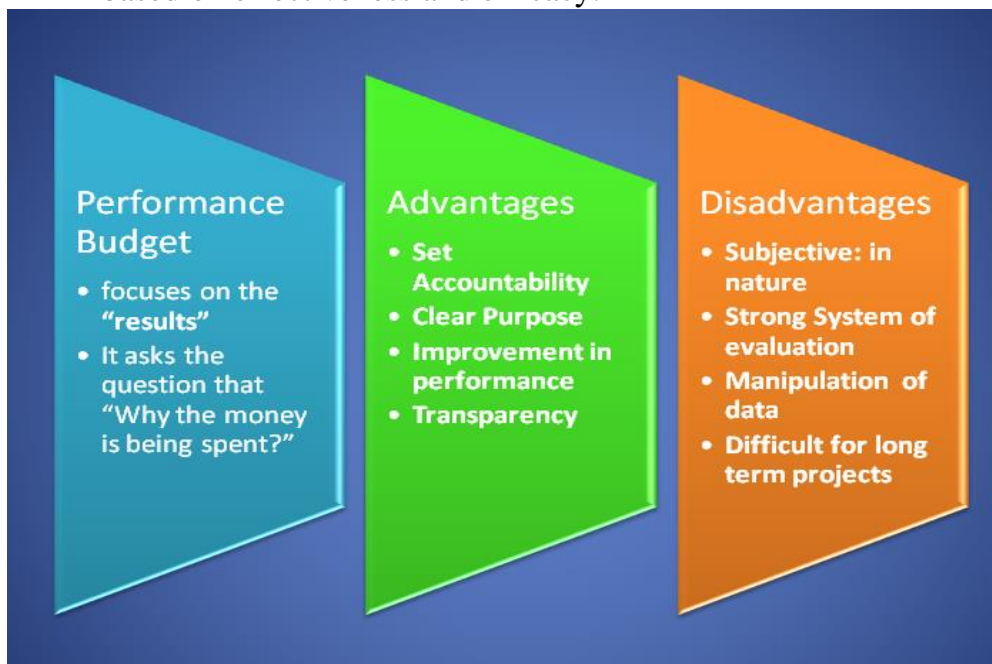 Performance
Budget
• focuses on the
"results"
• It asks the
question that
"Why the money
is being spent?"
Advantages
• Set
Accountability
• Clear Purpose
• Improvement in
performance
• Transparency
Disadvantages
• Subjective: in
nature
• Strong System of
evaluation
• Manipulation of
data
• Difficult for long
term projects